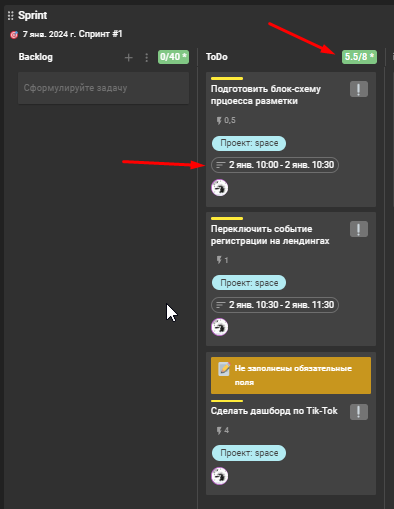 Sprint
7 янв. 2024 г. Спринт #1
Backlog
0/40 *
ToDo
5.5/8 *
Сформулируйте задачу
Подготовить блок-схему
прцоесса разметки
0,5
Проект: space
2 янв. 10:00 - 2 янв. 10:30
Переключить событие
регистрации на лендингах
1
Проект: space
2 янв. 10:30 - 2 янв. 11:30
Не заполнены обязательные
поля
Сделать дашборд по Tik-Tok
4
Проект: space